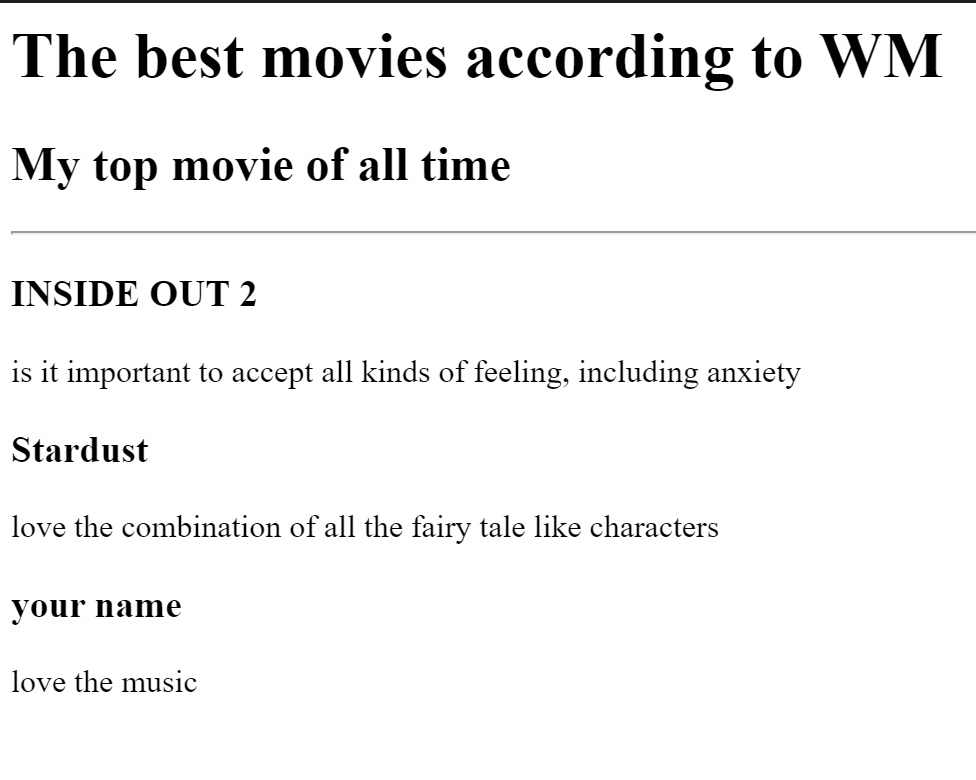 The best movies according to WM
My top movie of all time
INSIDE OUT 2
is it important to accept all kinds of feeling, including anxiety
Stardust
love the combination of all the fairy tale like characters
your name
love the music